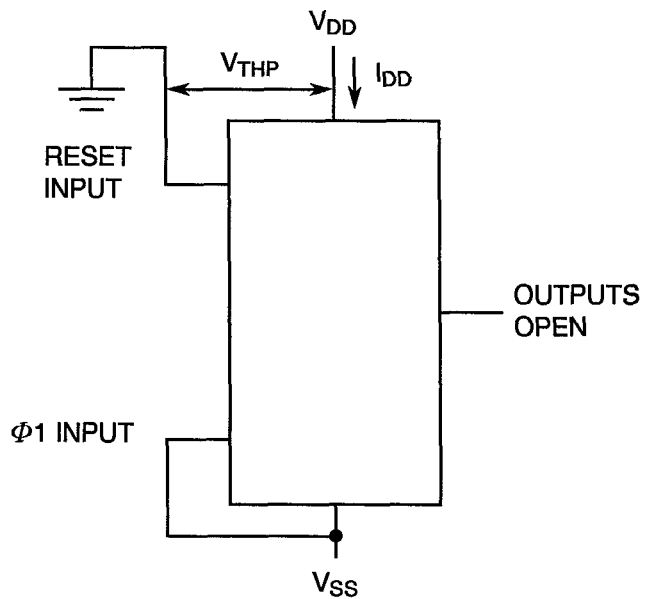 VDD
VTHP
IDD
RESET
INPUT
OUTPUTS
OPEN
Φ1 INPUT
VSS